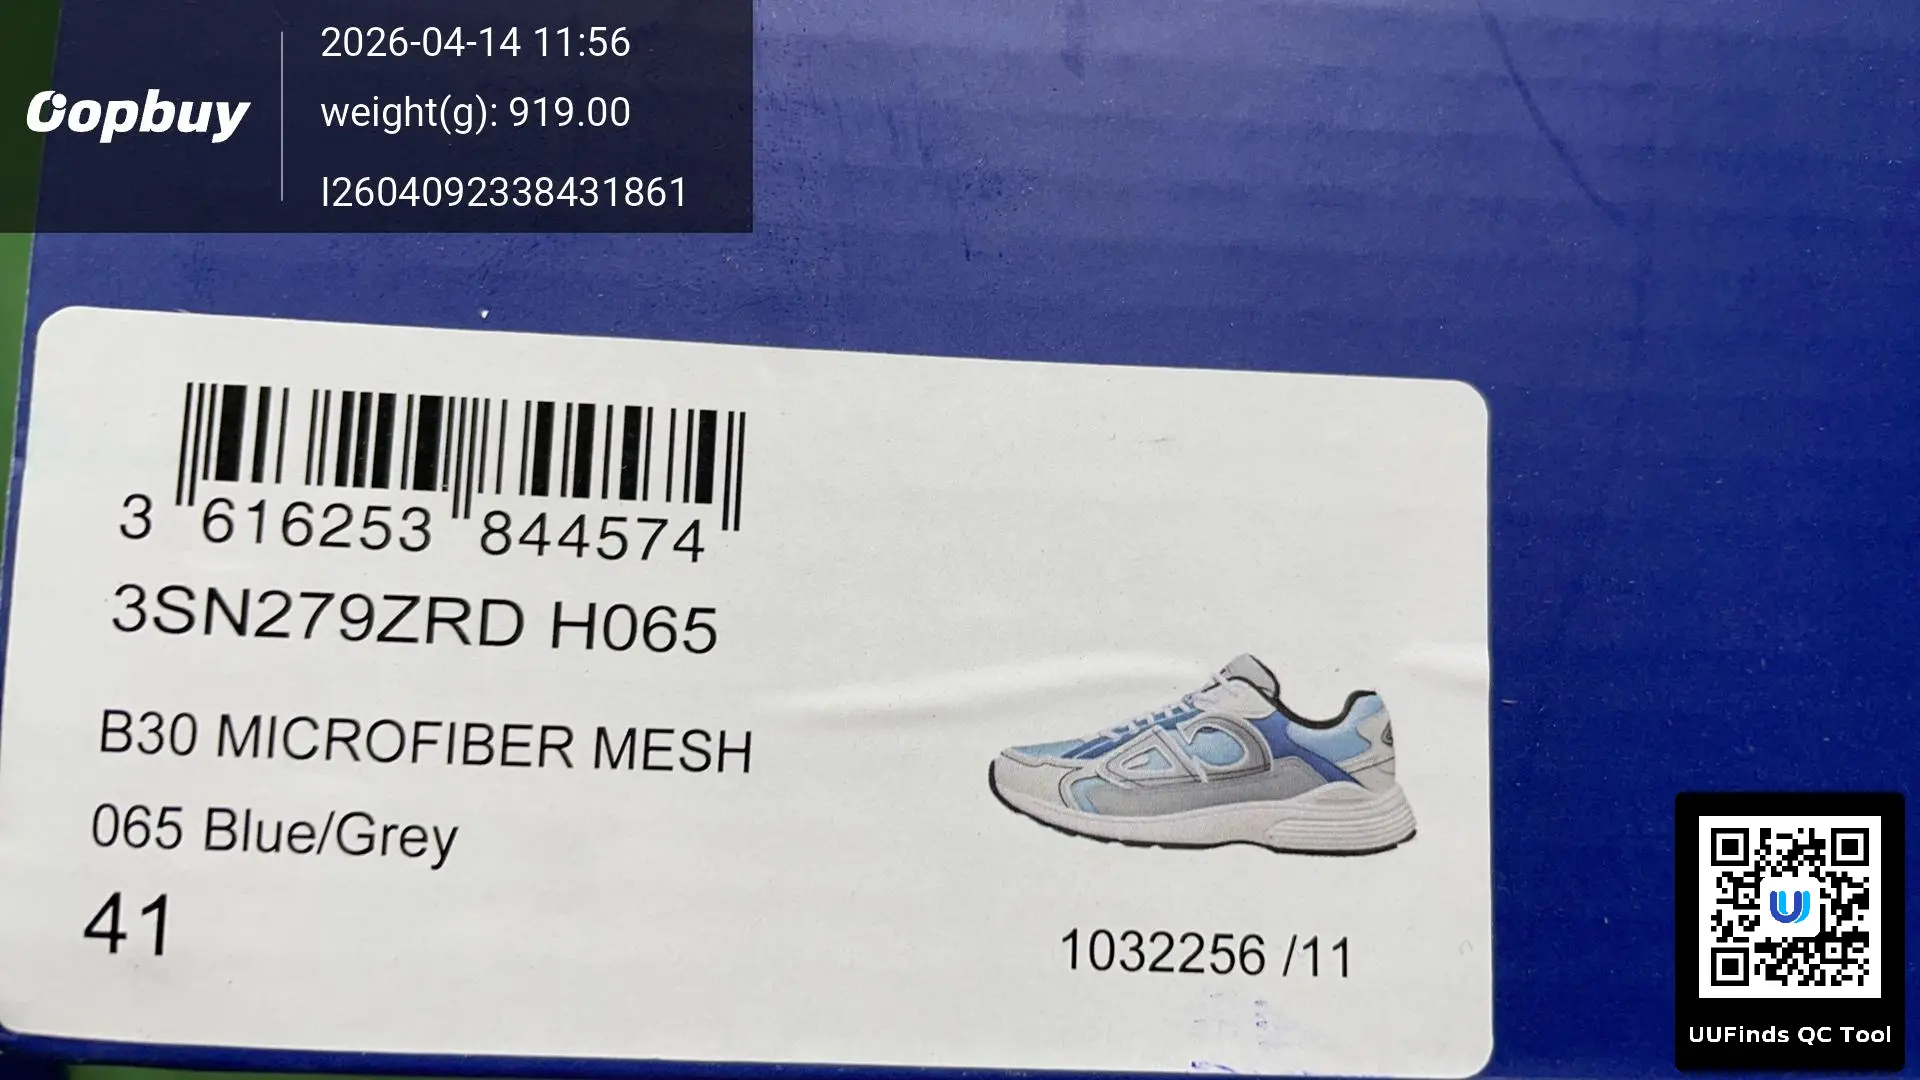 Oopbuy
2026-04-14 11:56
weight(g): 919.00
I2604092338431861
3 616253 844574
3SN279ZRD H065
B30 MICROFIBER MESH
065 Blue/Grey
41
1032256 /11
UUFinds QC Tool